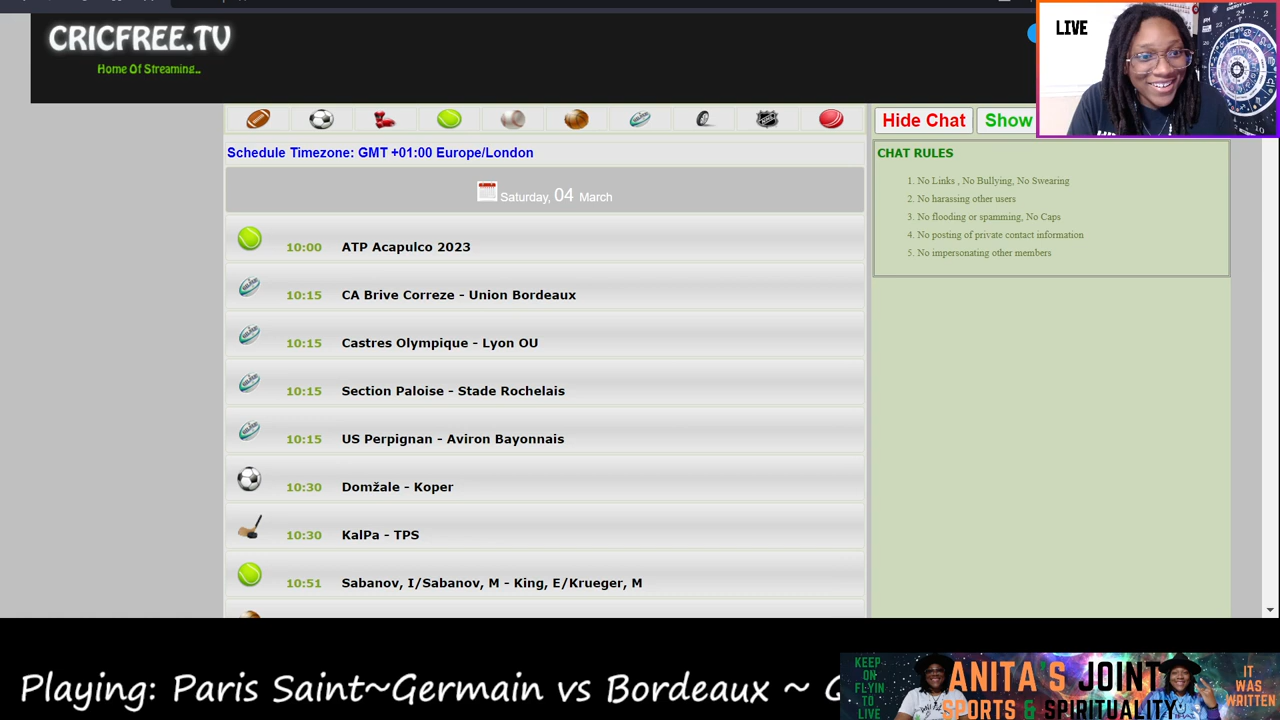 CRICFREE.TV
Home Of Streaming...
LIVE
Hide Chat
Show
Schedule Timezone: GMT +01:00 Europe/London
Saturday, 04 March
10:00 ATP Acapulco 2023
10:15 CA Brive Correze - Union Bordeaux
10:15 Castres Olympique - Lyon OU
10:15 Section Paloise - Stade Rochelais
10:15 US Perpignan - Aviron Bayonnais
10:30 Domžale - Koper
10:30 KalPa - TPS
10:51 Sabanov, I/Sabanov, M - King, E/Krueger, M
CHAT RULES
1. No Links , No Bullying, No Swearing
2. No harassing other users
3. No flooding or spamming, No Caps
4. No posting of private contact information
5. No impersonating other members
Playing: Paris Saint~Germain vs Bordeaux ~
KEEP
ON
FLYIN
TO
LIVE
ANITA'S JOINT
SPORTS & SPIRITUALITY
IT
WAS
WRITTEN